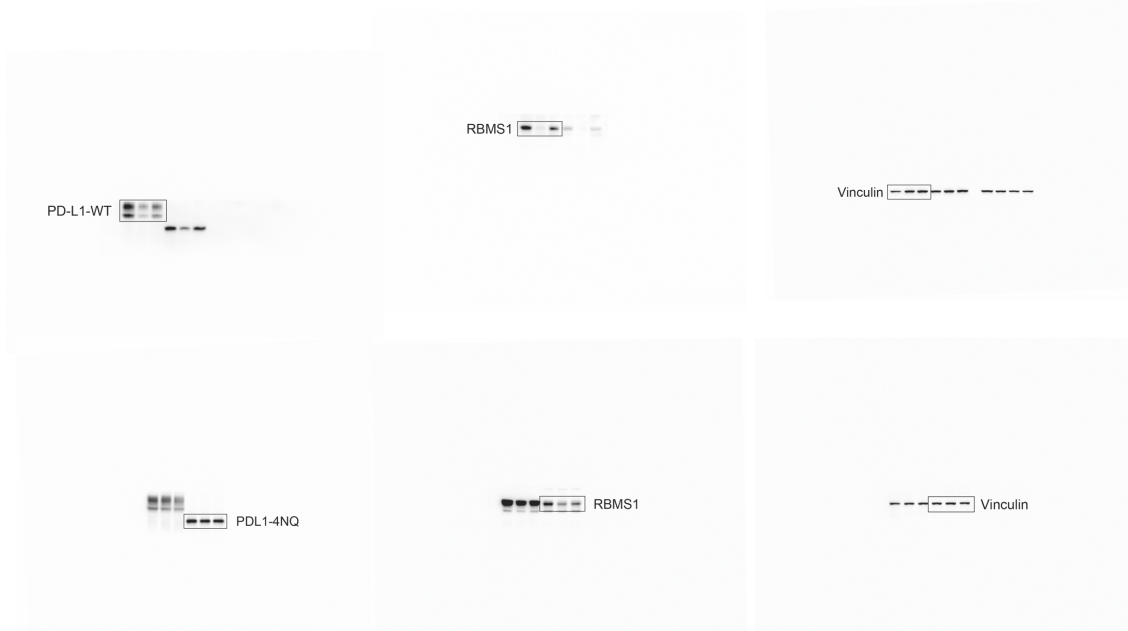 RBMS1
Vinculin
PD-L1-WT
PDL1-4NQ
RBMS1
Vinculin